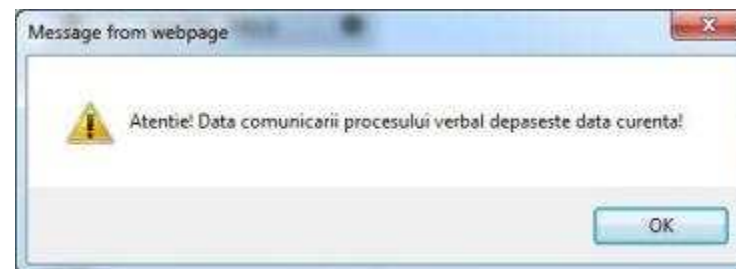 Message from webpage
Atentie! Data comunicarii procesului verbal depaseste data curenta!
OK